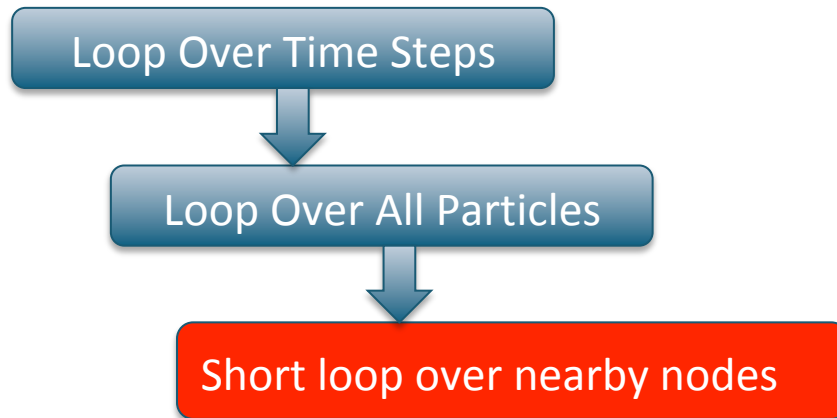 Loop Over Time Steps
Loop Over All Particles
Short loop over nearby nodes